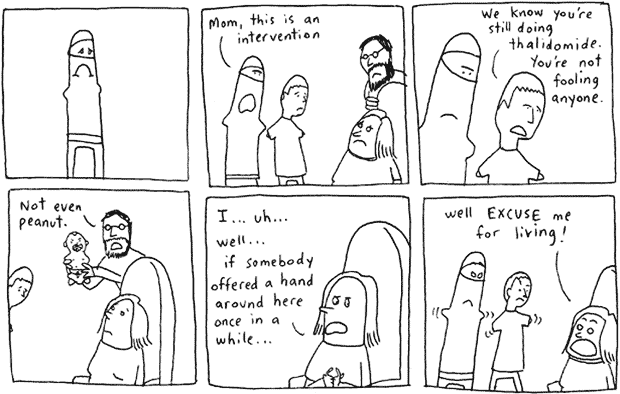 Mom, this is an
intervention
We know you're
still doing
thalidomide.
You're not
fooling
anyone.
Not even
peanut.
I... uh...
well...
if somebody
offered a hand
around here
once in a
while...
well EXCUSE me
for living!